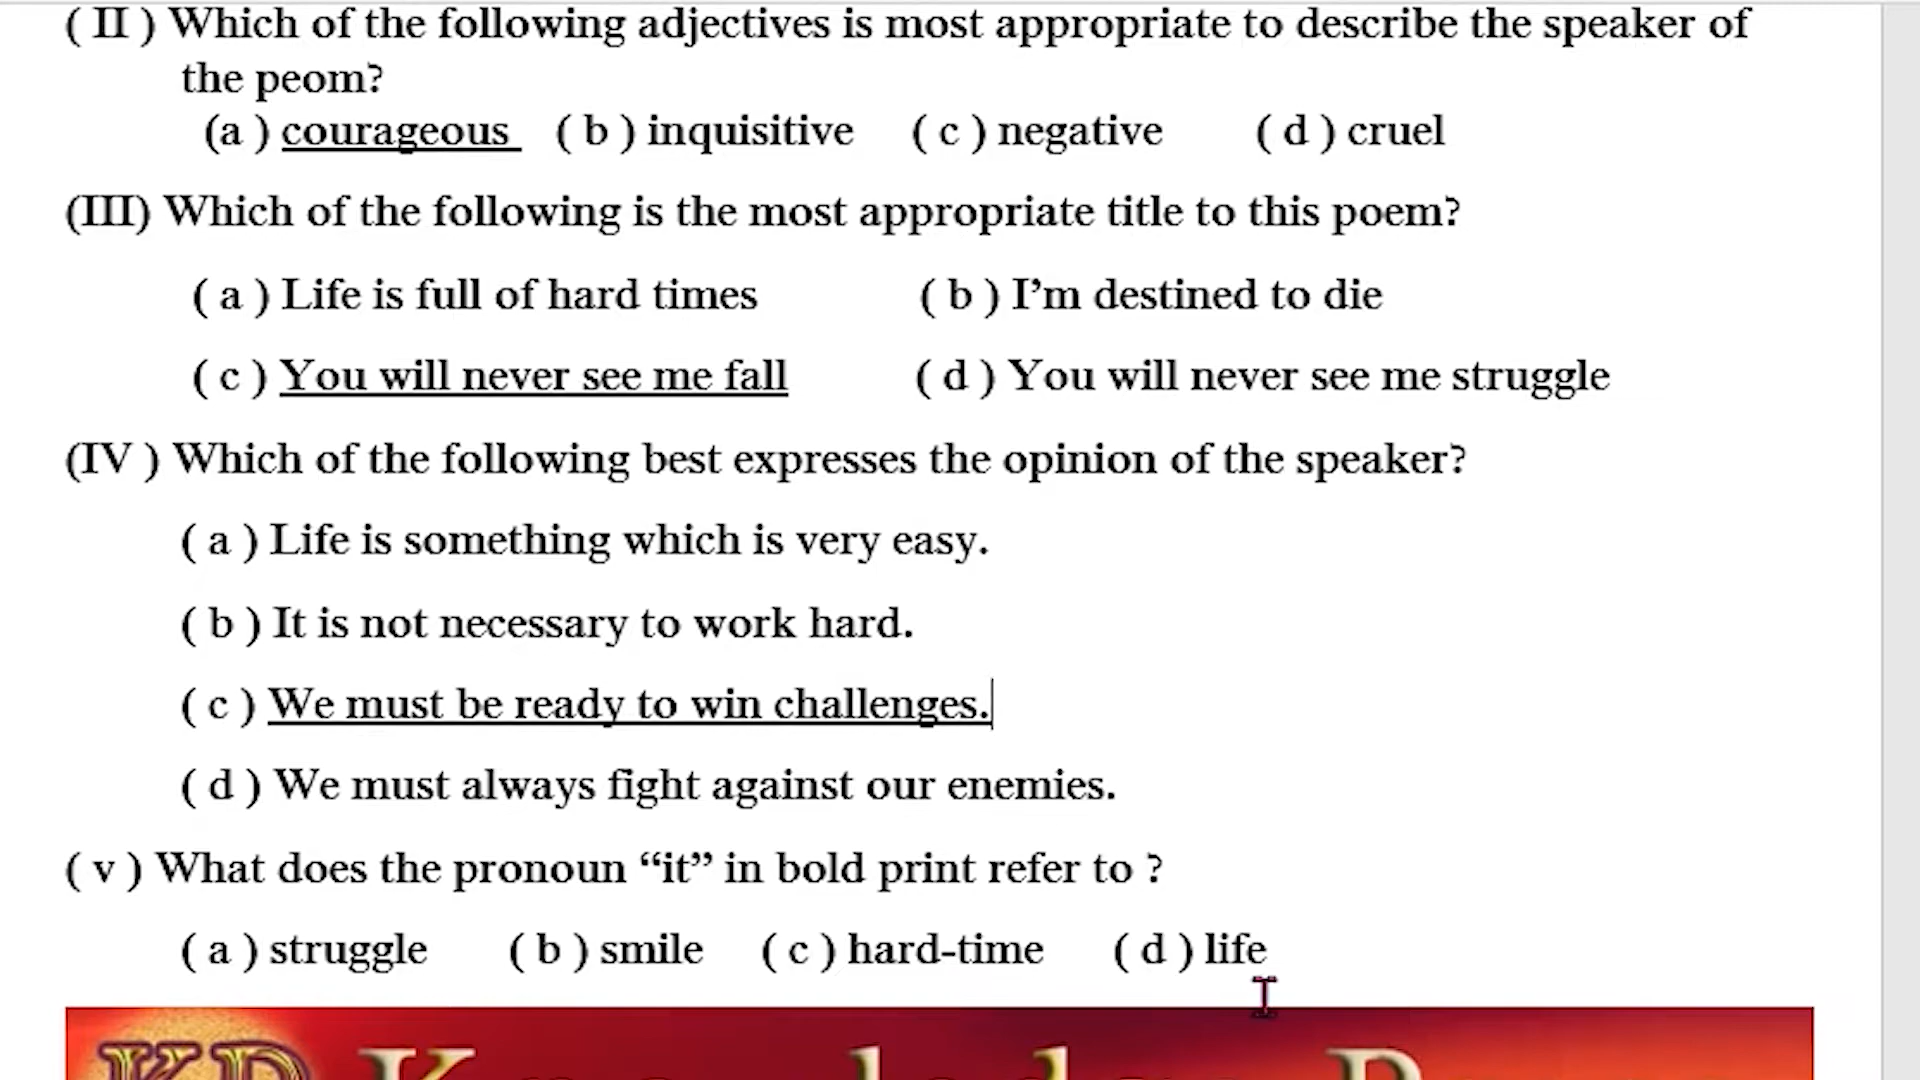 ( II ) Which of the following adjectives is most appropriate to describe the speaker of
the peom?
(a ) courageous ( b ) inquisitive ( c ) negative ( d ) cruel
(III) Which of the following is the most appropriate title to this poem?
( a ) Life is full of hard times ( b ) I’m destined to die
( c ) You will never see me fall ( d ) You will never see me struggle
(IV ) Which of the following best expresses the opinion of the speaker?
( a ) Life is something which is very easy.
( b ) It is not necessary to work hard.
( c ) We must be ready to win challenges.
( d ) We must always fight against our enemies.
( v ) What does the pronoun “it” in bold print refer to ?
( a ) struggle ( b ) smile ( c ) hard-time ( d ) life